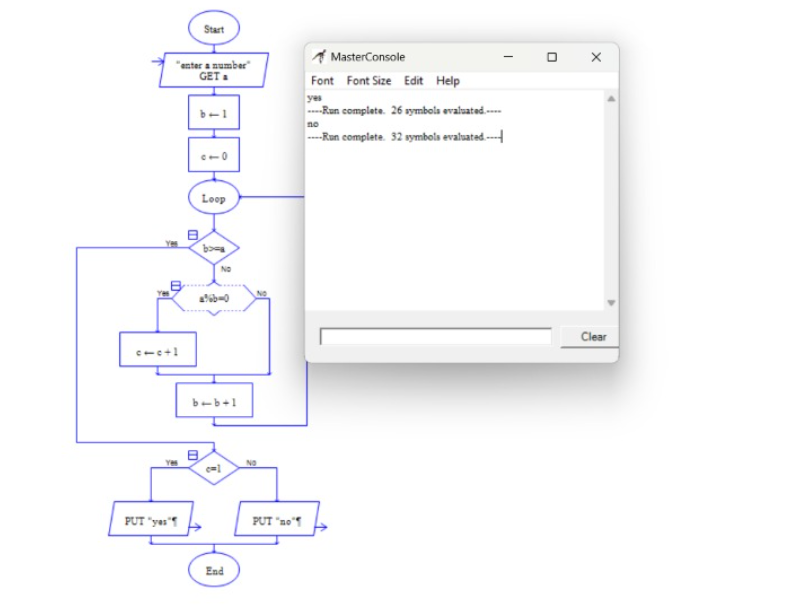 Start
"enter a number"
GET a
b ← 1
c ← 0
Loop
Yes
b>=a
No
Yes
a%b=0
No
c ← c + 1
b ← b + 1
Yes
c=1
No
PUT "yes"¶
PUT "no"¶
End
MasterConsole
Font Font Size Edit Help
yes
----Run complete. 26 symbols evaluated.----
no
----Run complete. 32 symbols evaluated.----
Clear